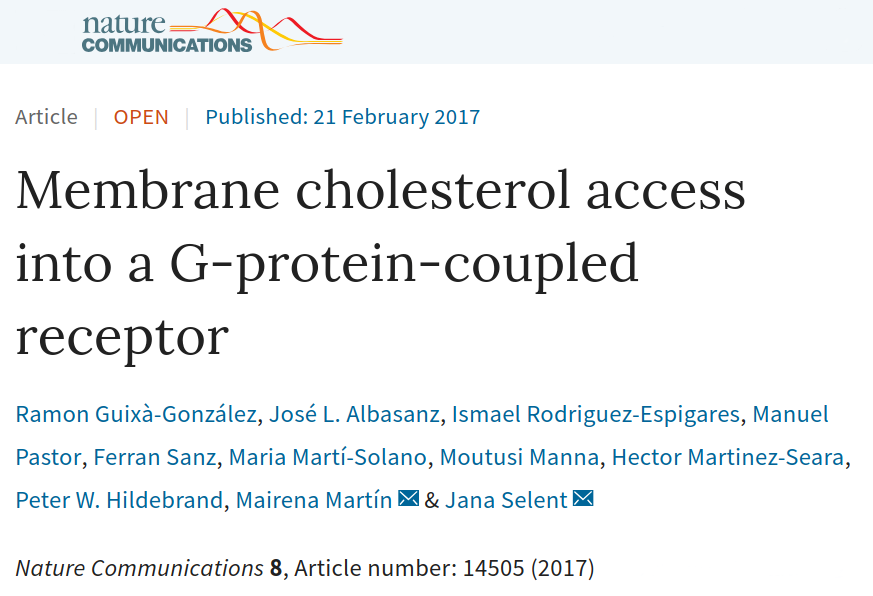 nature
COMMUNICATIONS
Article | OPEN | Published: 21 February 2017
Membrane cholesterol access
into a G-protein-coupled
receptor
Ramon Guixà-González, José L. Albasanz, Ismael Rodriguez-Espigares, Manuel
Pastor, Ferran Sanz, Maria Martí-Solano, Moutusi Manna, Hector Martinez-Seara,
Peter W. Hildebrand, Mairena Martín & Jana Selent
Nature Communications 8, Article number: 14505 (2017)